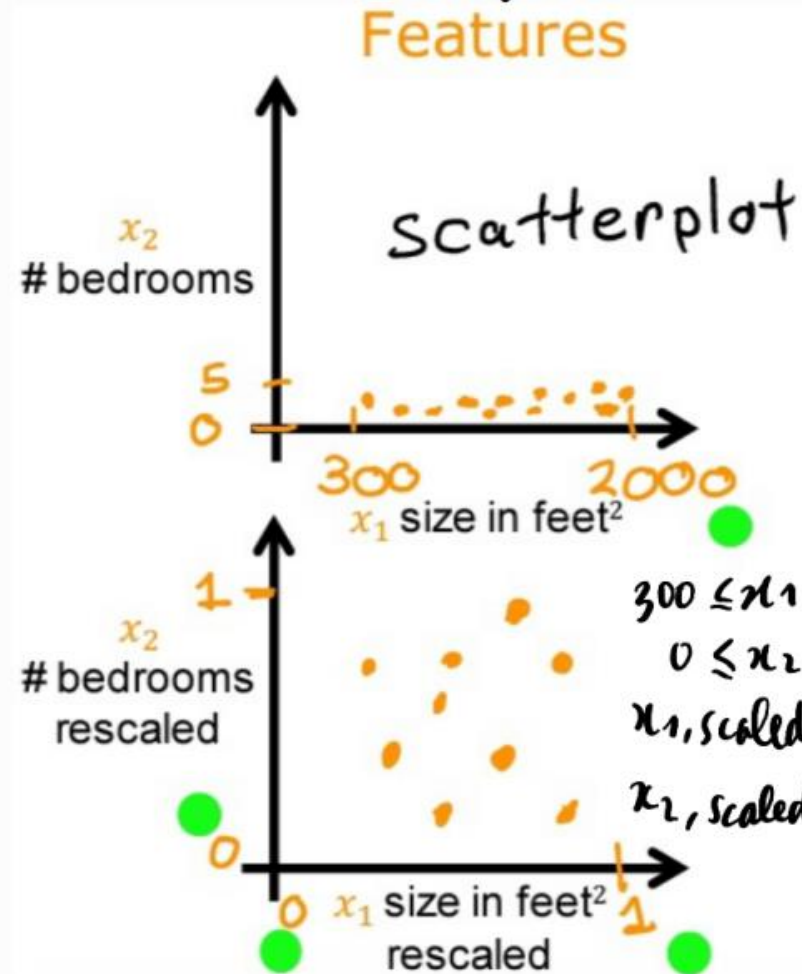 Features
scatterplot
x₂
# bedrooms
5
0
300 2000
x₁ size in feet²
1
x₂
# bedrooms
rescaled
300 ≤ x₁
0 ≤ x₂
x₁, scaled
x₂, scaled
0
0 x₁ size in feet² 1
rescaled